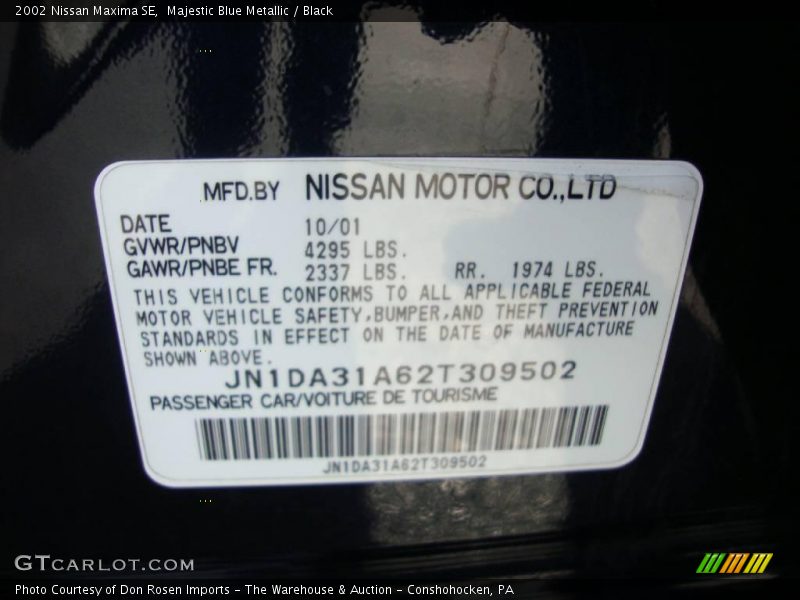 2002 Nissan Maxima SE, Majestic Blue Metallic / Black
MFD.BY NISSAN MOTOR CO.,LTD
DATE 10/01
GVWR/PNBV 4295 LBS.
GAWR/PNBE FR. 2337 LBS. RR. 1974 LBS.
THIS VEHICLE CONFORMS TO ALL APPLICABLE FEDERAL
MOTOR VEHICLE SAFETY,BUMPER,AND THEFT PREVENTION
STANDARDS IN EFFECT ON THE DATE OF MANUFACTURE
SHOWN ABOVE.
JN1DA31A62T309502
PASSENGER CAR/VOITURE DE TOURISME
JN1DA31A62T309502
GTCARLOT.COM
Photo Courtesy of Don Rosen Imports - The Warehouse & Auction - Conshohocken, PA